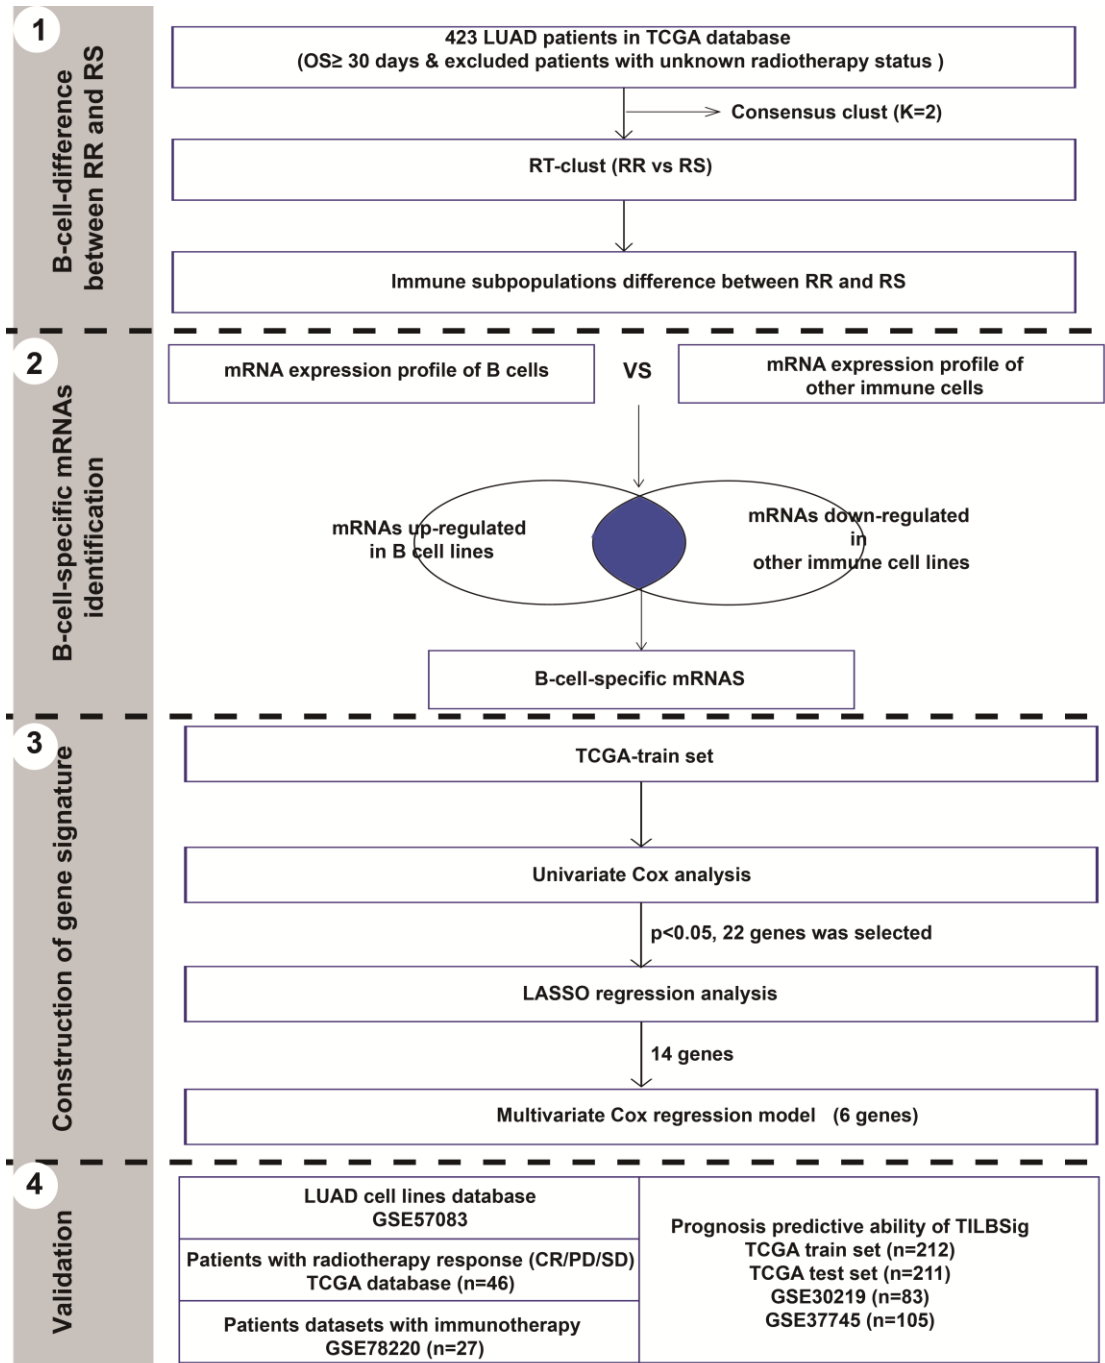 1
B-cell-difference
between RR and RS
423 LUAD patients in TCGA database
(OS≥ 30 days & excluded patients with unknown radiotherapy status )
Consensus clust (K=2)
RT-clust (RR vs RS)
Immune subpopulations difference between RR and RS
2
B-cell-specific mRNAs
identification
mRNA expression profile of B cells
VS
mRNA expression profile of
other immune cells
mRNAs up-regulated
in B cell lines
mRNAs down-regulated
in
other immune cell lines
B-cell-specific mRNAS
3
Construction of gene signature
TCGA-train set
Univariate Cox analysis
p<0.05, 22 genes was selected
LASSO regression analysis
14 genes
Multivariate Cox regression model (6 genes)
4
Validation
LUAD cell lines database
GSE57083
Patients with radiotherapy response (CR/PD/SD)
TCGA database (n=46)
Patients datasets with immunotherapy
GSE78220 (n=27)
Prognosis predictive ability of TILBSig
TCGA train set (n=212)
TCGA test set (n=211)
GSE30219 (n=83)
GSE37745 (n=105)